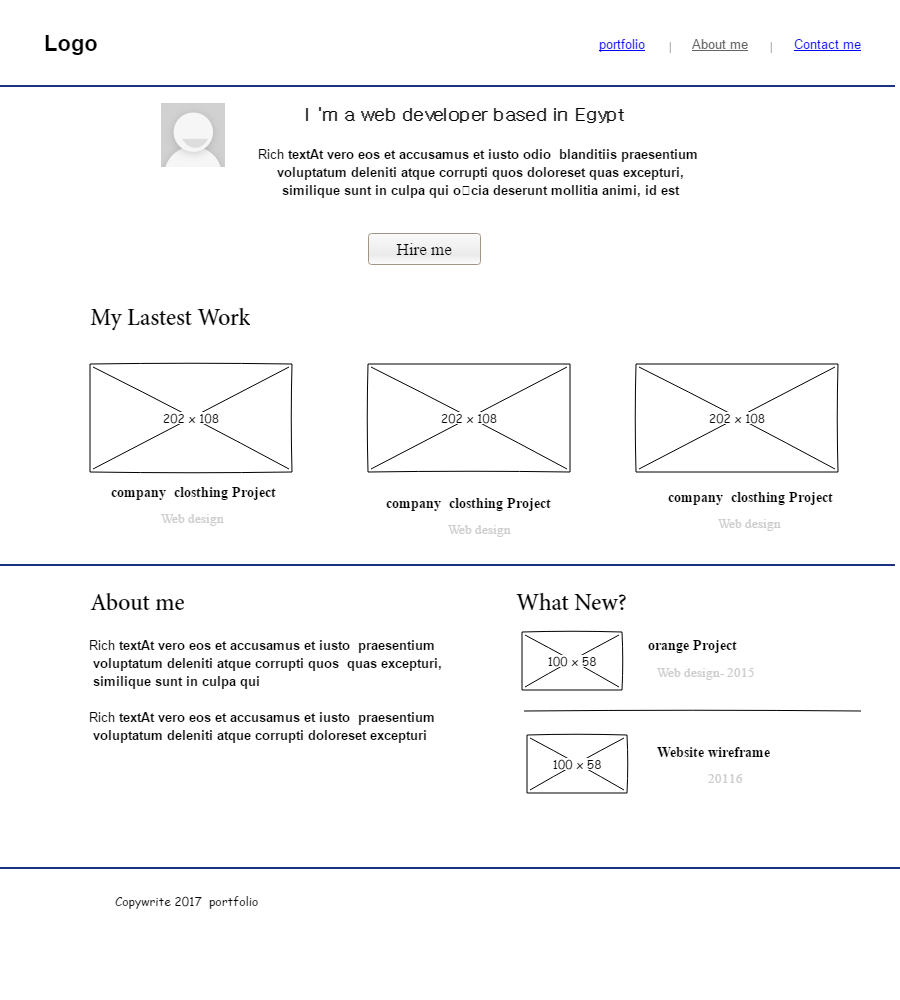 Logo
portfolio | About me | Contact me
I 'm a web developer based in Egypt
Rich textAt vero eos et accusamus et iusto odio  blanditiis praesentium
voluptatum deleniti atque corrupti quos doloreset quas excepturi,
similique sunt in culpa qui o▯cia deserunt mollitia animi, id est
Hire me
My Lastest Work
202 x 108
202 x 108
202 x 108
company  closthing Project
company  closthing Project
company  closthing Project
Web design
Web design
Web design
About me
Rich textAt vero eos et accusamus et iusto  praesentium
voluptatum deleniti atque corrupti quos  quas excepturi,
similique sunt in culpa qui
Rich textAt vero eos et accusamus et iusto  praesentium
voluptatum deleniti atque corrupti doloreset excepturi
What New?
100 x 58
orange Project
Web design- 2015
100 x 58
Website wireframe
20116
Copywrite 2017  portfolio